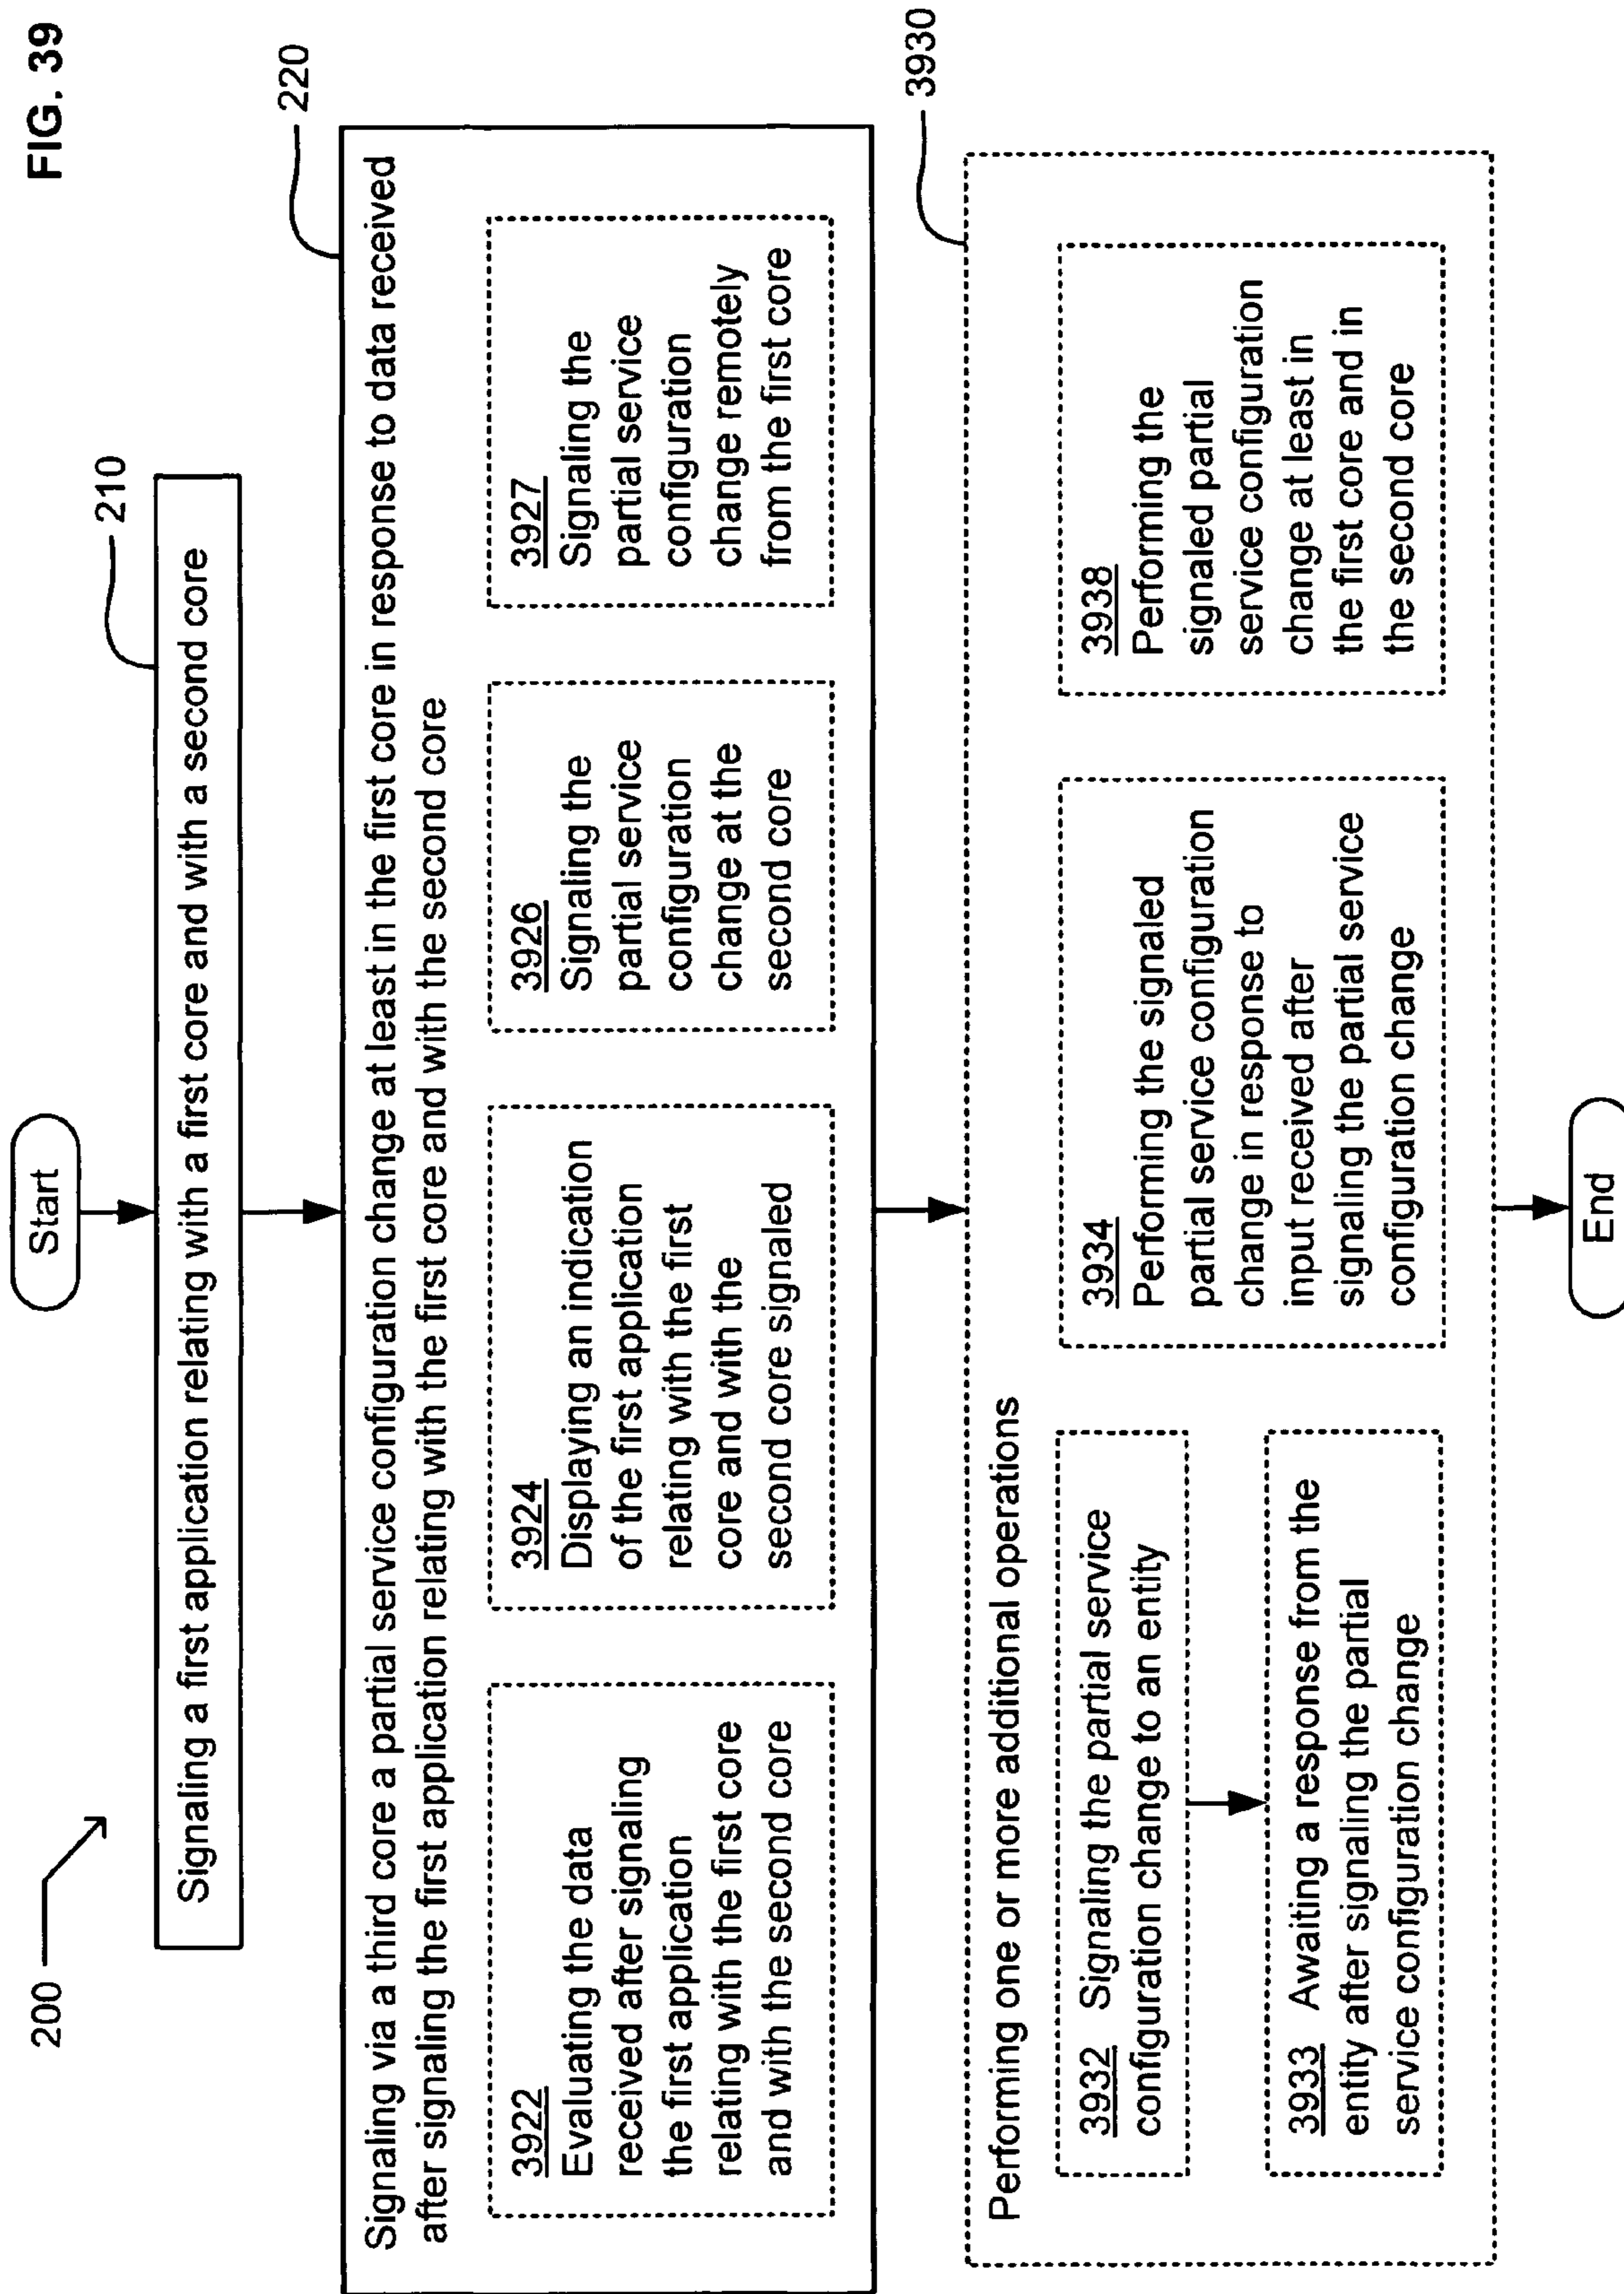 FIG. 39
200
Start
210
Signaling a first application relating with a first core and with a second core
220
Signaling via a third core a partial service configuration change at least in the first core in response to data received
after signaling the first application relating with the first core and with the second core
3922
Evaluating the data
received after signaling
the first application
relating with the first core
and with the second core
3924
Displaying an indication
of the first application
relating with the first
core and with the
second core signaled
3926
Signaling the
partial service
configuration
change at the
second core
3927
Signaling the
partial service
configuration
change remotely
from the first core
3930
Performing one or more additional operations
3932 Signaling the partial service
configuration change to an entity
3933 Awaiting a response from the
entity after signaling the partial
service configuration change
3934
Performing the signaled
partial service configuration
change in response to
input received after
signaling the partial service
configuration change
3938
Performing the
signaled partial
service configuration
change at least in
the first core and in
the second core
End